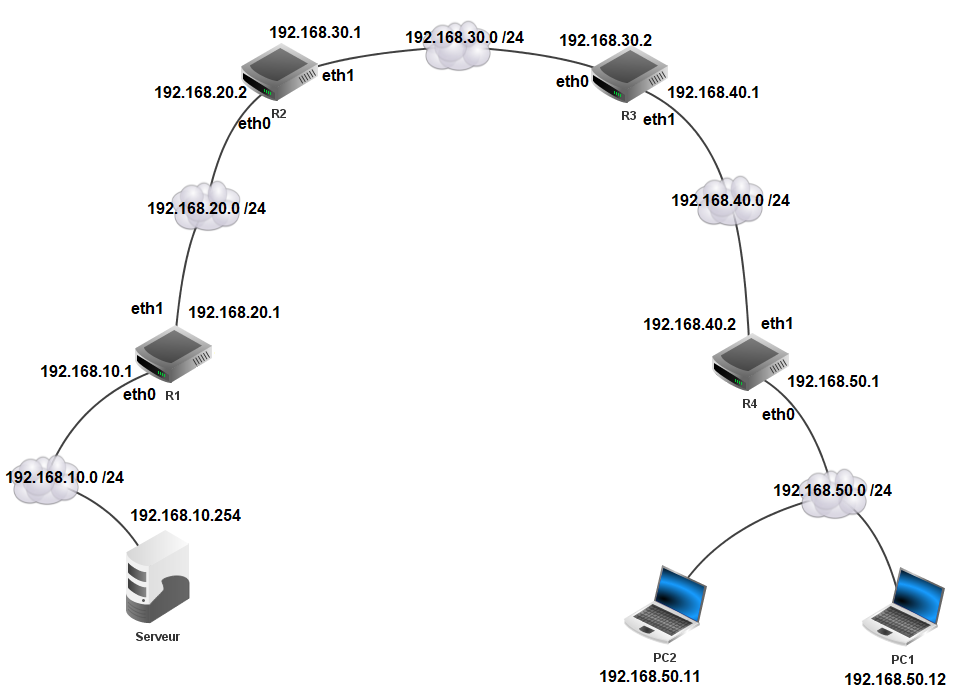 192.168.30.1
192.168.30.0 /24
192.168.30.2
eth1
eth0
192.168.20.2
R2
eth0
192.168.40.1
R3
eth1
192.168.20.0 /24
192.168.40.0 /24
eth1
192.168.20.1
192.168.40.2
eth1
192.168.10.1
eth0
R1
192.168.50.1
R4
eth0
192.168.10.0 /24
192.168.50.0 /24
192.168.10.254
Serveur
PC2
192.168.50.11
PC1
192.168.50.12